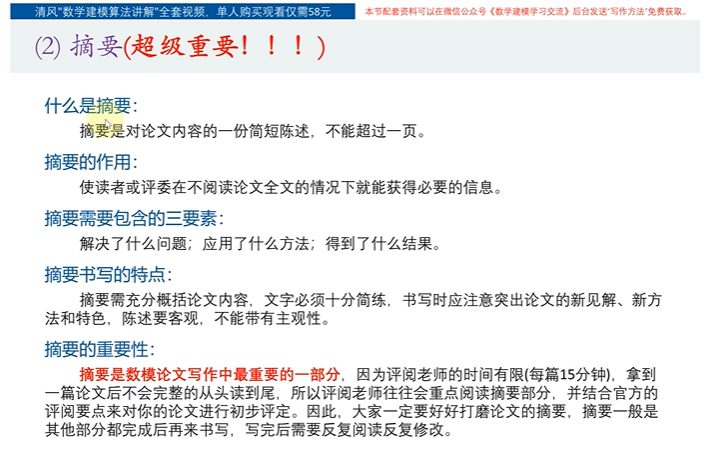 清风"数学建模算法讲解"全套视频，单人购买观看仅需58元
本节配套资料可以在微信公众号《数学建模学习交流》后台发送"写作方法"免费获取。
(2) 摘要(超级重要！！！)
什么是摘要：
摘要是对论文内容的一份简短陈述，不能超过一页。
摘要的作用：
使读者或评委在不阅读论文全文的情况下就能获得必要的信息。
摘要需要包含的三要素：
解决了什么问题；应用了什么方法；得到了什么结果。
摘要书写的特点：
摘要需充分概括论文内容，文字必须十分简练，书写时应注意突出论文的新见解、新方
法和特色，陈述要客观，不能带有主观性。
摘要的重要性：
摘要是数模论文写作中最重要的一部分，因为评阅老师的时间有限(每篇15分钟)，拿到
一篇论文后不会完整的从头读到尾，所以评阅老师往往会重点阅读摘要部分，并结合官方的
评阅要点来对你的论文进行初步评定。因此，大家一定要好好打磨论文的摘要，摘要一般是
其他部分都完成后再来书写，写完后需要反复阅读反复修改。